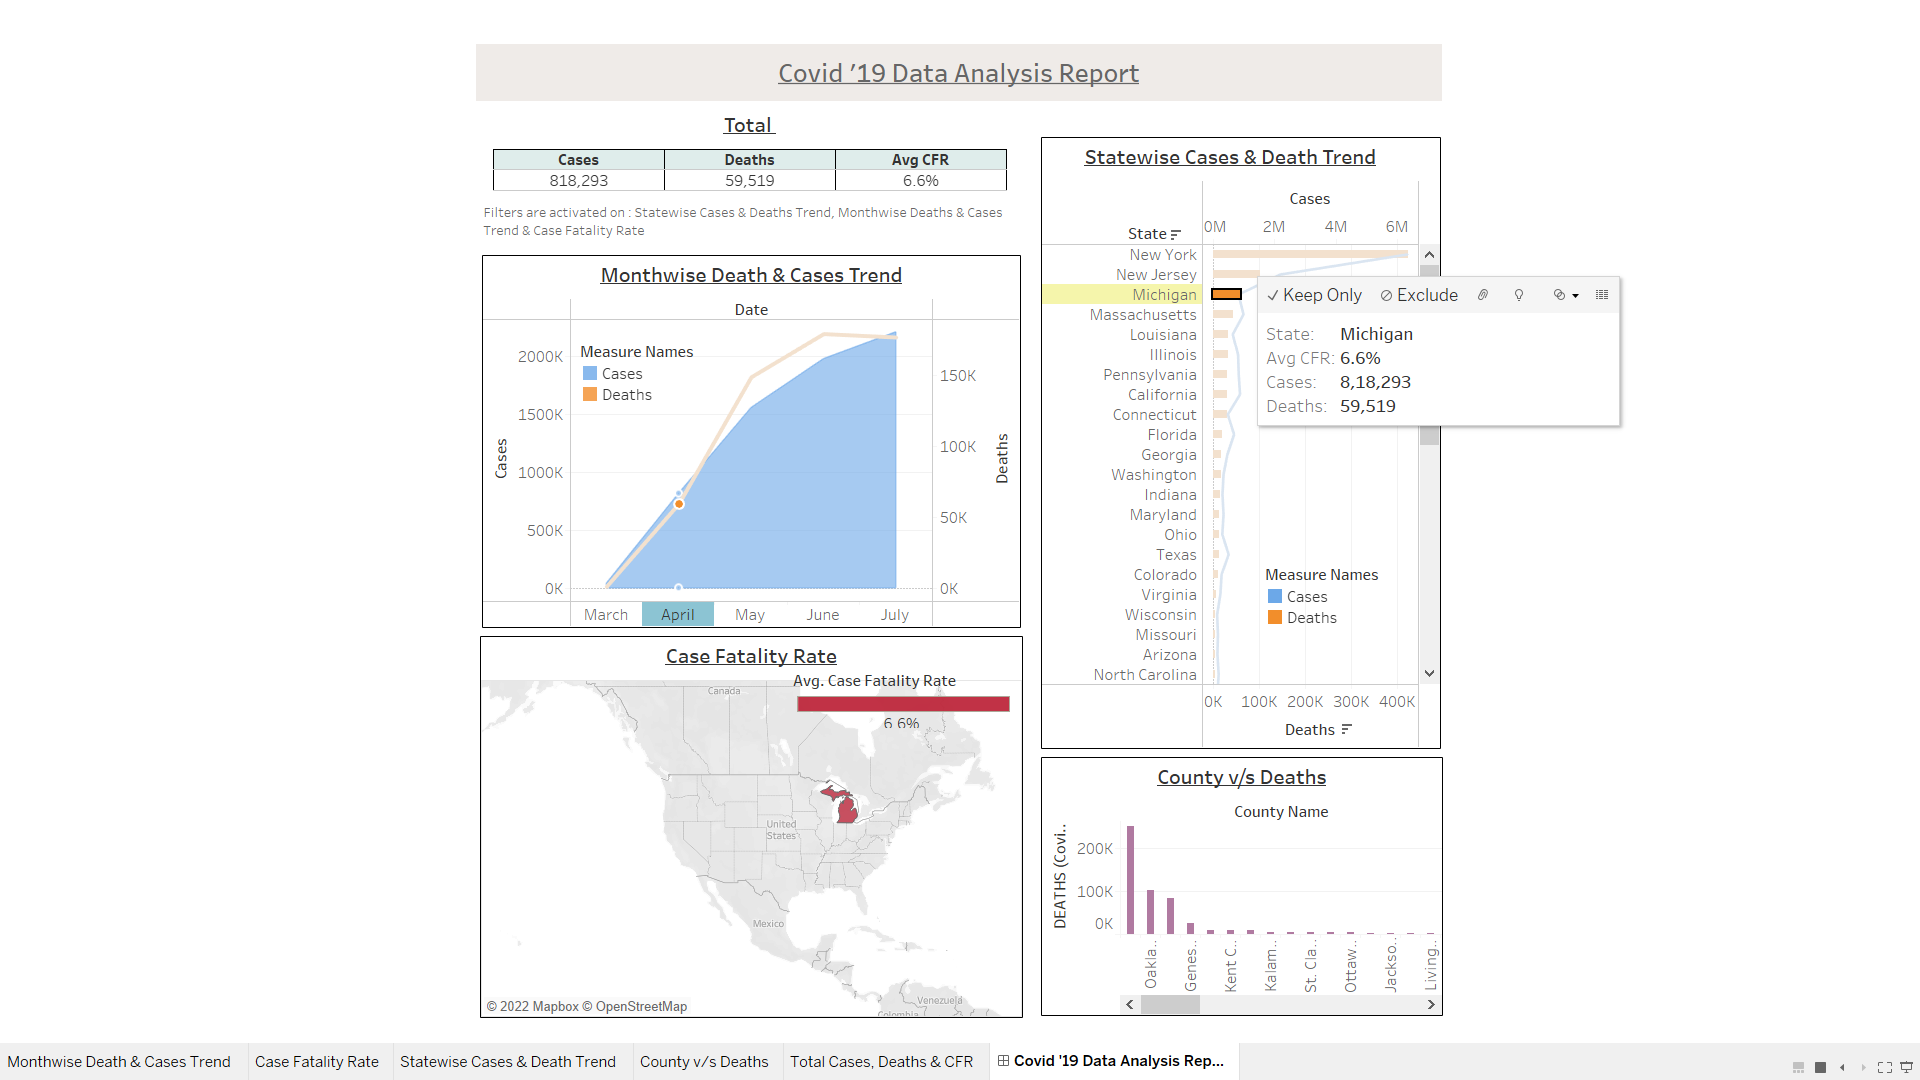 Covid '19 Data Analysis Report
Total
Cases Deaths Avg CFR
818,293 59,519 6.6%
Filters are activated on : Statewise Cases & Deaths Trend, Monthwise Deaths & Cases
Trend & Case Fatality Rate
Monthwise Death & Cases Trend
Date
Measure Names
Cases
Deaths
2000K
1500K
1000K
500K
0K
Cases
150K
100K
50K
0K
Deaths
March April May June July
Case Fatality Rate
Avg. Case Fatality Rate
6.6%
Canada
United
States
Mexico
Venezuela
Colombia
© 2022 Mapbox © OpenStreetMap
Statewise Cases & Death Trend
Cases
State 0M 2M 4M 6M
New York
New Jersey
Michigan
Massachusetts
Louisiana
Illinois
Pennsylvania
California
Connecticut
Florida
Georgia
Washington
Indiana
Maryland
Ohio
Texas
Colorado
Virginia
Wisconsin
Missouri
Arizona
North Carolina
Keep Only Exclude
State: Michigan
Avg CFR: 6.6%
Cases: 8,18,293
Deaths: 59,519
Measure Names
Cases
Deaths
0K 100K 200K 300K 400K
Deaths
County v/s Deaths
County Name
DEATHS (Covi..
200K
100K
0K
Oakla..
Genes..
Kent C..
Kalam..
St. Cla..
Ottaw..
Jackso..
Living..
Monthwise Death & Cases Trend Case Fatality Rate Statewise Cases & Death Trend County v/s Deaths Total Cases, Deaths & CFR Covid '19 Data Analysis Rep...